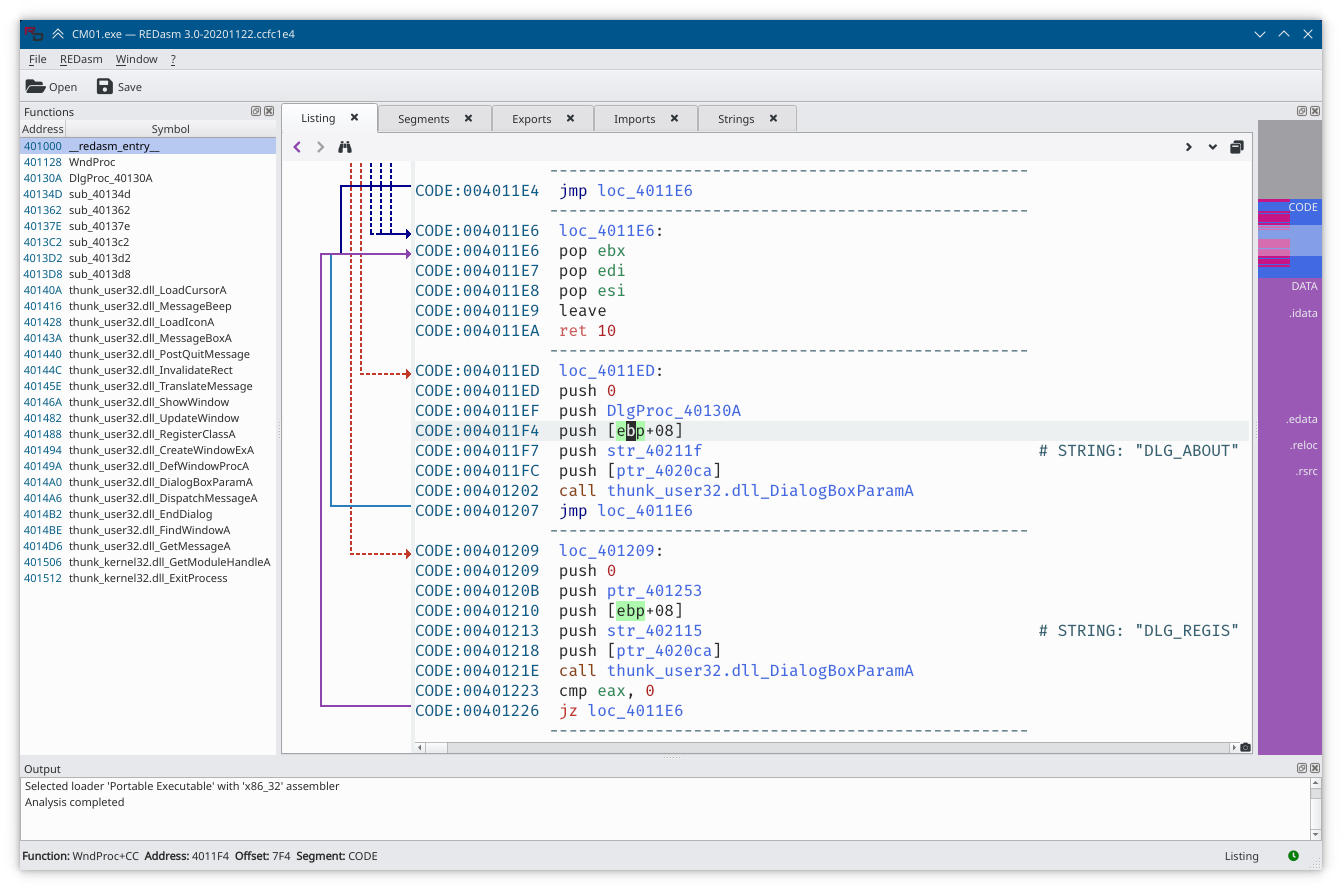 CM01.exe — REDasm 3.0-20201122.ccfc1e4
File REDasm Window ?
Open Save
Functions
Address Symbol
401000 __redasm_entry__
401128 WndProc
40130A DlgProc_40130A
40134D sub_40134d
401362 sub_401362
40137E sub_40137e
4013C2 sub_4013c2
4013D2 sub_4013d2
4013D8 sub_4013d8
40140A thunk_user32.dll_LoadCursorA
401416 thunk_user32.dll_MessageBeep
401428 thunk_user32.dll_LoadIconA
40143A thunk_user32.dll_MessageBoxA
401440 thunk_user32.dll_PostQuitMessage
40144C thunk_user32.dll_InvalidateRect
40145E thunk_user32.dll_TranslateMessage
40146A thunk_user32.dll_ShowWindow
401482 thunk_user32.dll_UpdateWindow
401488 thunk_user32.dll_RegisterClassA
401494 thunk_user32.dll_CreateWindowExA
40149A thunk_user32.dll_DefWindowProcA
4014A0 thunk_user32.dll_DialogBoxParamA
4014A6 thunk_user32.dll_DispatchMessageA
4014B2 thunk_user32.dll_EndDialog
4014BE thunk_user32.dll_FindWindowA
4014D6 thunk_user32.dll_GetMessageA
401506 thunk_kernel32.dll_GetModuleHandleA
401512 thunk_kernel32.dll_ExitProcess
Listing Segments Exports Imports Strings
CODE:004011E4 jmp loc_4011E6
CODE:004011E6 loc_4011E6:
CODE:004011E6 pop ebx
CODE:004011E7 pop edi
CODE:004011E8 pop esi
CODE:004011E9 leave
CODE:004011EA ret 10
CODE:004011ED loc_4011ED:
CODE:004011ED push 0
CODE:004011EF push DlgProc_40130A
CODE:004011F4 push [ebp+08]
CODE:004011F7 push str_40211f # STRING: "DLG_ABOUT"
CODE:004011FC push [ptr_4020ca]
CODE:00401202 call thunk_user32.dll_DialogBoxParamA
CODE:00401207 jmp loc_4011E6
CODE:00401209 loc_401209:
CODE:00401209 push 0
CODE:0040120B push ptr_401253
CODE:00401210 push [ebp+08]
CODE:00401213 push str_402115 # STRING: "DLG_REGIS"
CODE:00401218 push [ptr_4020ca]
CODE:0040121E call thunk_user32.dll_DialogBoxParamA
CODE:00401223 cmp eax, 0
CODE:00401226 jz loc_4011E6
CODE
DATA
.idata
.edata
.reloc
.rsrc
Output
Selected loader 'Portable Executable' with 'x86_32' assembler
Analysis completed
Function: WndProc+CC Address: 4011F4 Offset: 7F4 Segment: CODE
Listing